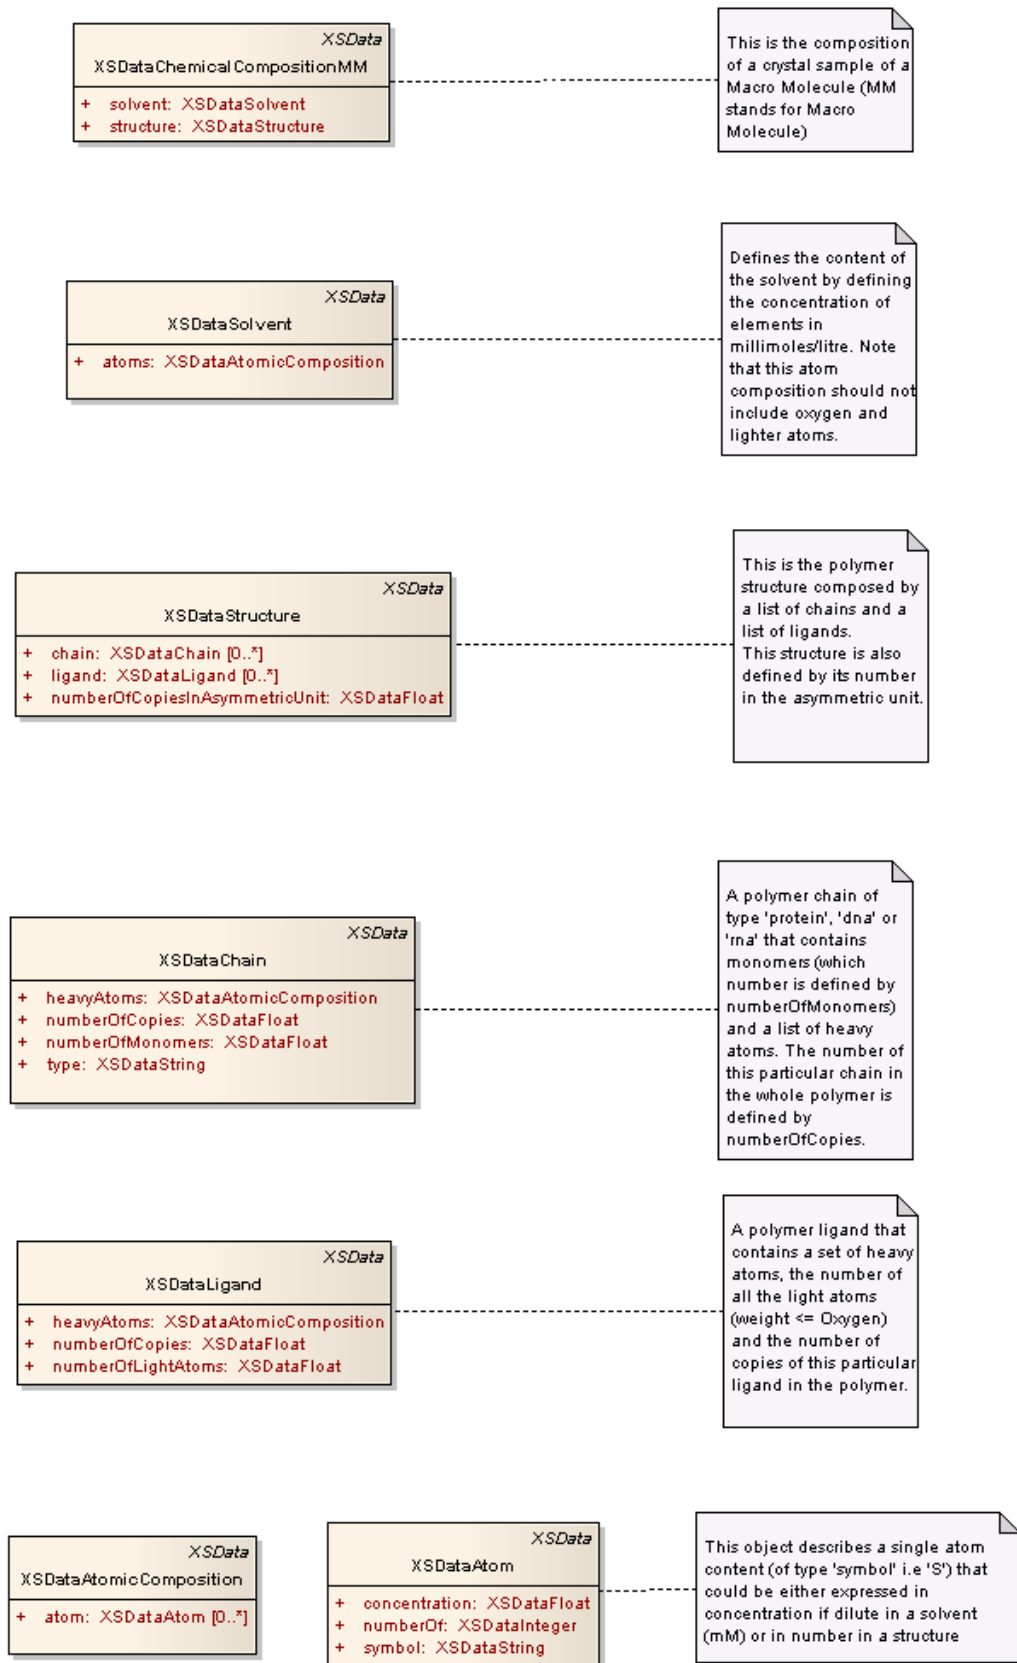 XSData
XSDataChemicalCompositionMM
+ solvent: XSDataSolvent
+ structure: XSDataStructure
This is the composition
of a crystal sample of a
Macro Molecule (MM
stands for Macro
Molecule)
XSData
XSDataSolvent
+ atoms: XSDataAtomicComposition
Defines the content of
the solvent by defining
the concentration of
elements in
millimoles/litre. Note
that this atom
composition should not
include oxygen and
lighter atoms.
XSData
XSDataStructure
+ chain: XSDataChain [0..*]
+ ligand: XSDataLigand [0..*]
+ numberOfCopiesInAsymmetricUnit: XSDataFloat
This is the polymer
structure composed by
a list of chains and a
list of ligands.
This structure is also
defined by its number
in the asymmetric unit.
XSData
XSDataChain
+ heavyAtoms: XSDataAtomicComposition
+ numberOfCopies: XSDataFloat
+ numberOfMonomers: XSDataFloat
+ type: XSDataString
A polymer chain of
type 'protein', 'dna' or
'rna' that contains
monomers (which
number is defined by
numberOfMonomers)
and a list of heavy
atoms. The number of
this particular chain in
the whole polymer is
defined by
numberOfCopies.
XSData
XSDataLigand
+ heavyAtoms: XSDataAtomicComposition
+ numberOfCopies: XSDataFloat
+ numberOfLightAtoms: XSDataFloat
A polymer ligand that
contains a set of heavy
atoms, the number of
all the light atoms
(weight <= Oxygen)
and the number of
copies of this particular
ligand in the polymer.
XSData
XSDataAtomicComposition
+ atom: XSDataAtom [0..*]
XSData
XSDataAtom
+ concentration: XSDataFloat
+ numberOf: XSDataInteger
+ symbol: XSDataString
This object describes a single atom
content (of type 'symbol' i.e 'S') that
could be either expressed in
concentration if dilute in a solvent
(mM) or in number in a structure